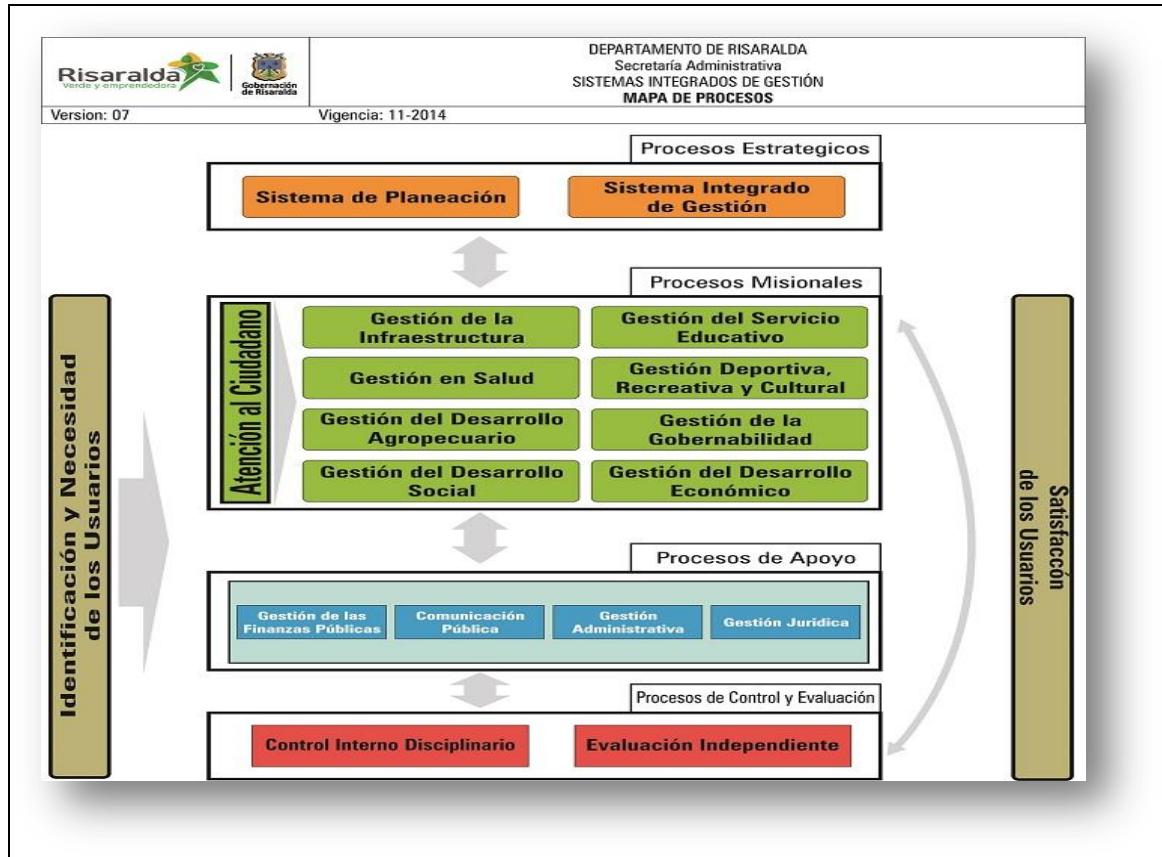 Risaralda
Verde y emprendedora
Gobernación
de Risaralda
DEPARTAMENTO DE RISARALDA
Secretaría Administrativa
SISTEMAS INTEGRADOS DE GESTIÓN
MAPA DE PROCESOS
Version: 07
Vigencia: 11-2014
Procesos Estrategicos
Sistema de Planeación
Sistema Integrado
de Gestión
Identificación y Necesidad
de los Usuarios
Procesos Misionales
Atención al Ciudadano
Gestión de la
Infraestructura
Gestión del Servicio
Educativo
Gestión en Salud
Gestión Deportiva,
Recreativa y Cultural
Gestión del Desarrollo
Agropecuario
Gestión de la
Gobernabilidad
Gestión del Desarrollo
Social
Gestión del Desarrollo
Económico
Procesos de Apoyo
Gestión de las
Finanzas Públicas
Comunicación
Pública
Gestión
Administrativa
Gestión Juridica
Procesos de Control y Evaluación
Control Interno Disciplinario
Evaluación Independiente
Satisfaccón
de los Usuarios